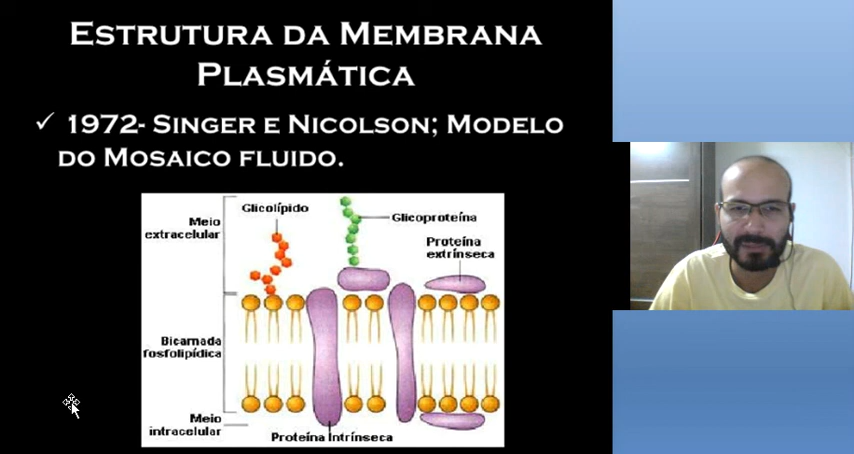 ESTRUTURA DA MEMBRANA
PLASMÁTICA
✓ 1972- SINGER E NICOLSON; MODELO
DO MOSAICO FLUIDO.
Glicolípido
Glicoproteína
Meio
extracelular
Proteína
extrínseca
Bicamada
fosfolipídica
Meio
intracelular
Proteína Intrínseca